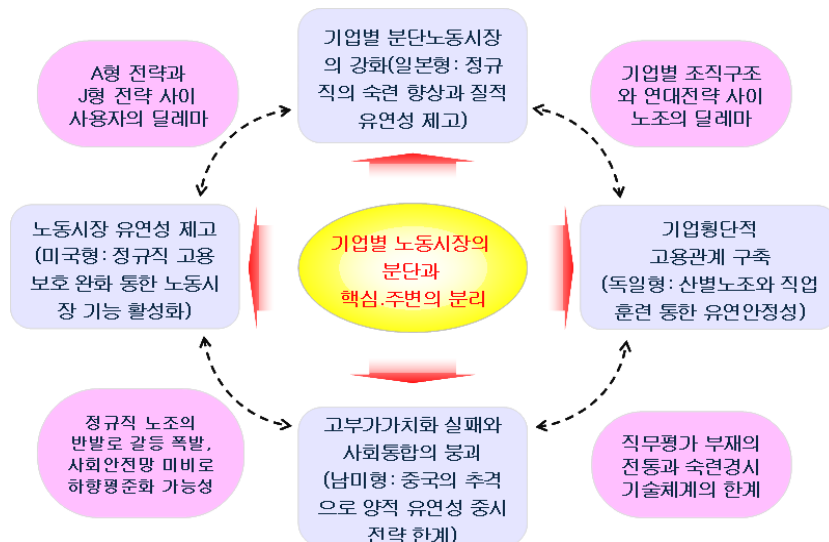 기업별 분단노동시장
의 강화(일본형: 정규
직의 숙련 향상과 질적
유연성 제고)
A형 전략과
J형 전략 사이
사용자의 딜레마
기업별 조직구조
와 연대전략 사이
노조의 딜레마
노동시장 유연성 제고
(미국형: 정규직 고용
보호 완화 통한 노동시
장 기능 활성화)
기업별 노동시장의
분단과
핵심.주변의 분리
기업횡단적
고용관계 구축
(독일형: 산별노조와 직업
훈련 통한 유연안정성)
정규직 노조의
반발로 갈등 폭발,
사회안전망 미비로
하향평준화 가능성
고부가가치화 실패와
사회통합의 붕괴
(남미형: 중국의 추격
으로 양적 유연성 중시
전략 한계)
직무평가 부재의
전통과 숙련경시
기술체계의 한계